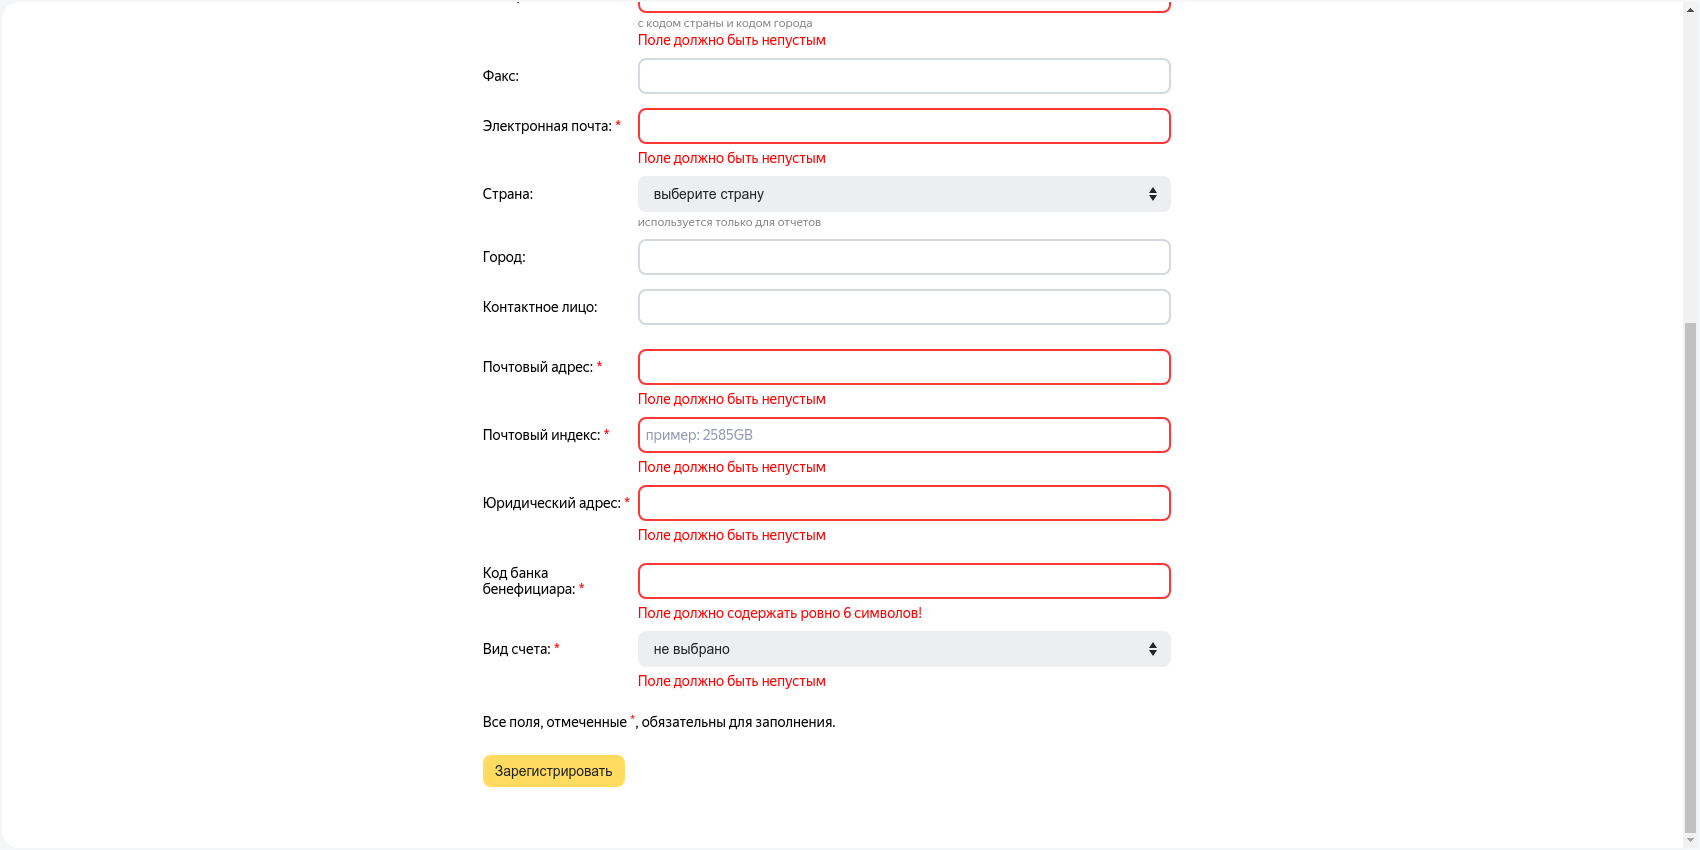 с кодом страны и кодом города
Поле должно быть непустым
Факс:
Электронная почта: *
Поле должно быть непустым
Страна:
выберите страну
используется только для отчетов
Город:
Контактное лицо:
Почтовый адрес: *
Поле должно быть непустым
Почтовый индекс: *
пример: 2585GB
Поле должно быть непустым
Юридический адрес: *
Поле должно быть непустым
Код банка
бенефициара: *
Поле должно содержать ровно 6 символов!
Вид счета: *
не выбрано
Поле должно быть непустым
Все поля, отмеченные *, обязательны для заполнения.
Зарегистрировать